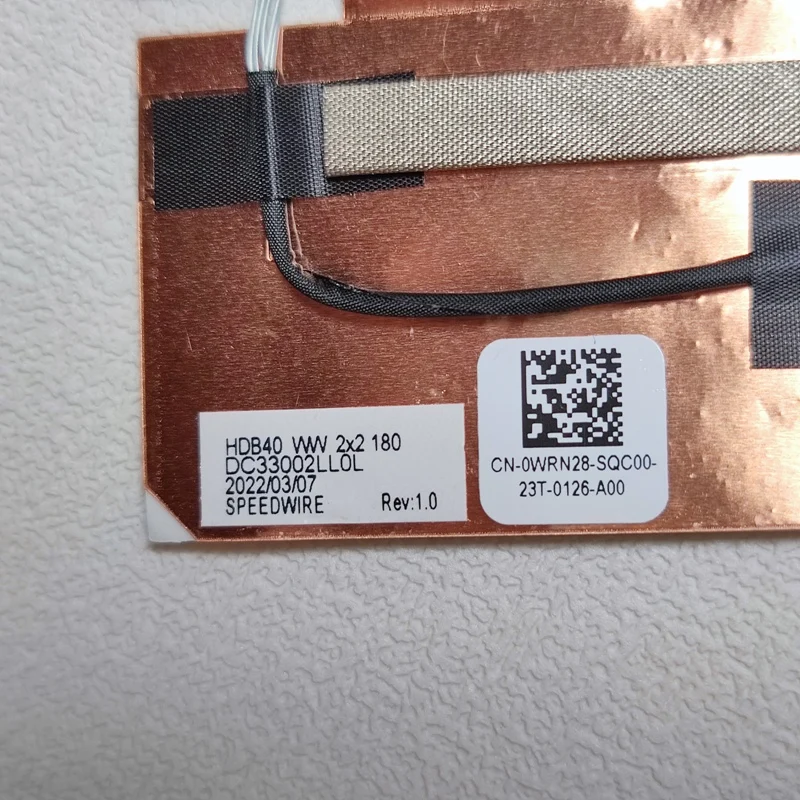 HDB40 WW 2x2 180
DC33002LL0L
2022/03/07
SPEEDWIRE Rev:1.0
CN-0WRN28-SQC00-
23T-0126-A00